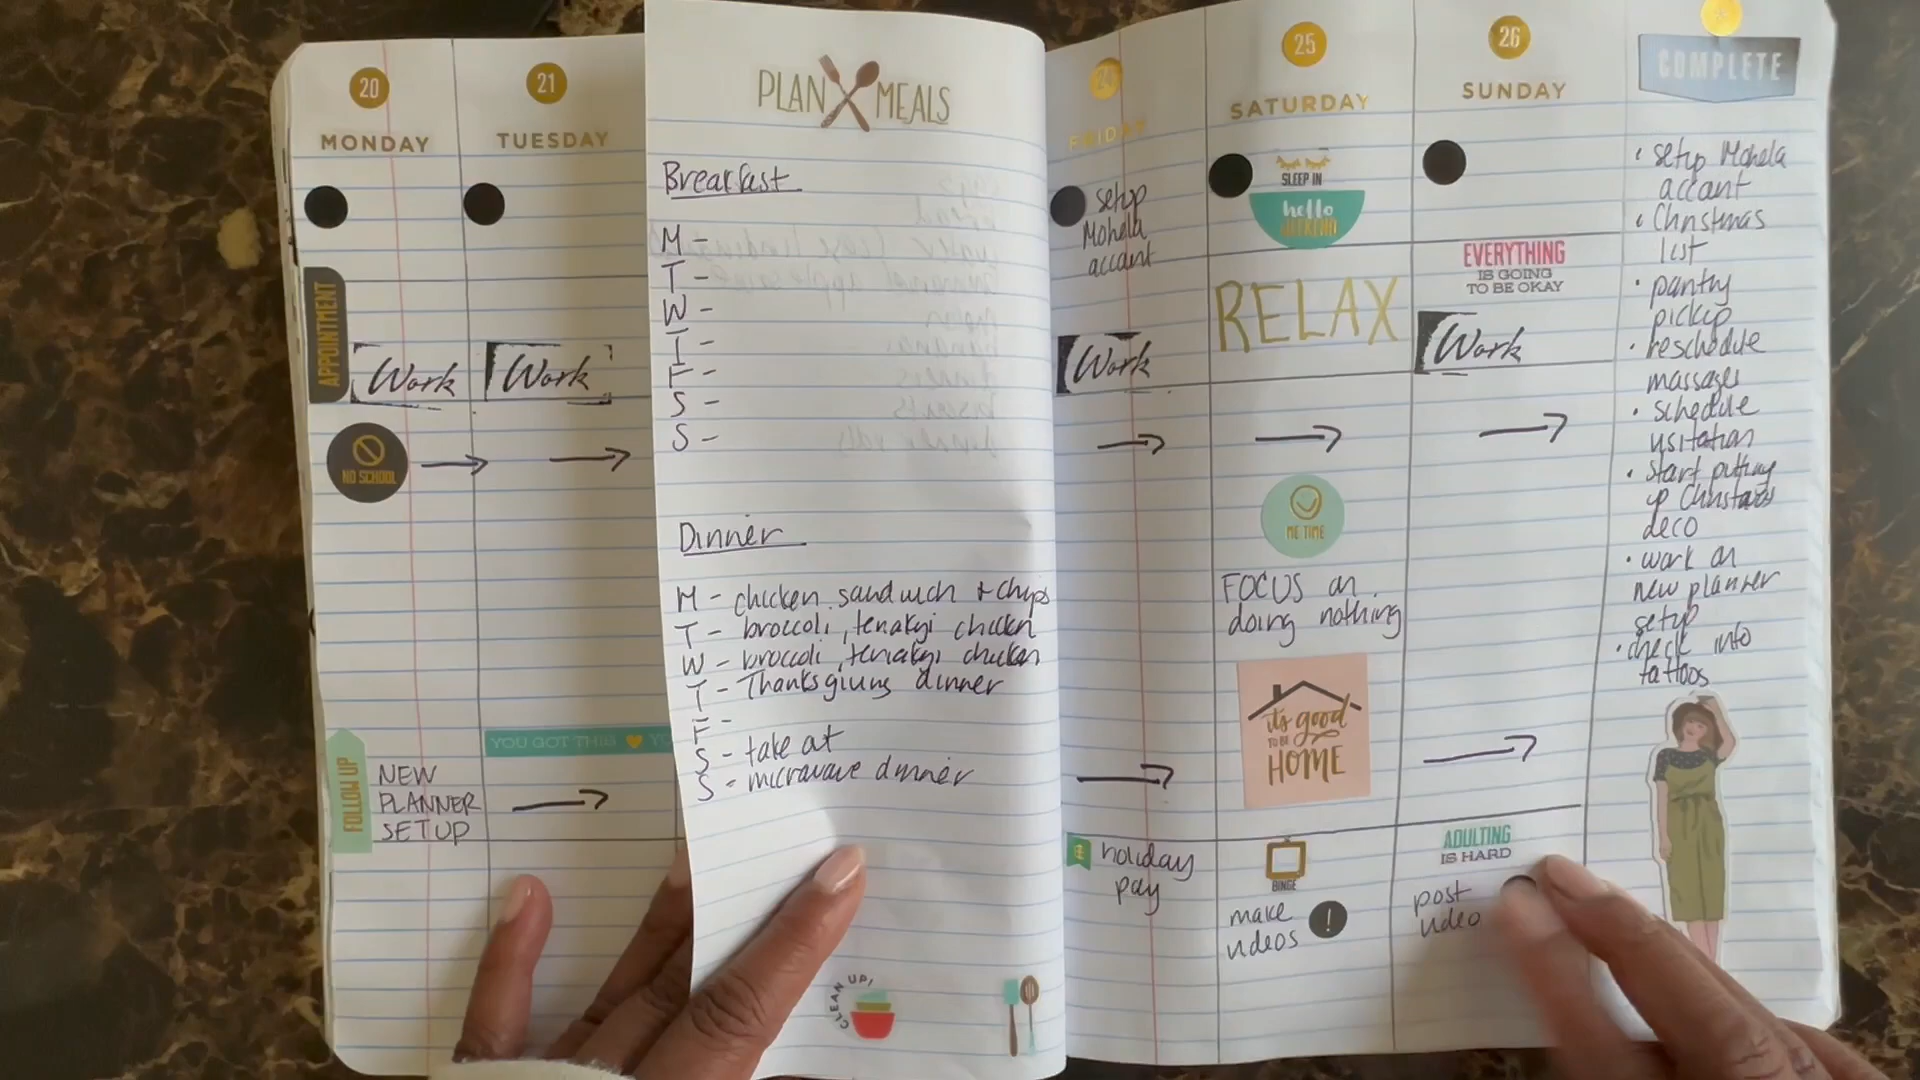 20
MONDAY
APPOINTMENT
Work
NO SCHOOL
FOLLOW UP
NEW
PLANNER
SETUP
21
TUESDAY
Work
YOU GOT THIS YO
PLAN MEALS
Breakfast
M -
T -
W -
T -
F -
S -
S -
Dinner
M - chicken sandwich & chips
T - broccoli, teriakyi chicken
W - broccoli, teriakyi chicken
T - Thanksgiving dinner
F -
S - take out
S - microwave dinner
CLEAN UP!
FRIDAY
setup
Mohela
account
Work
holiday
pay
25
SATURDAY
SLEEP IN
hello
WEEKEND
RELAX
ME TIME
FOCUS on
doing nothing
it's good
TO BE
HOME
BINGE
make
videos
!
26
SUNDAY
EVERYTHING
IS GOING
TO BE OKAY
Work
ADULTING
IS HARD
post
video
COMPLETE
• setup Mohela
account
• Christmas
list
• pantry
pickup
• reschedule
massages
• schedule
visitation
• start putting
up Christmas
deco
• work on
new planner
setup
• check into
tattoos